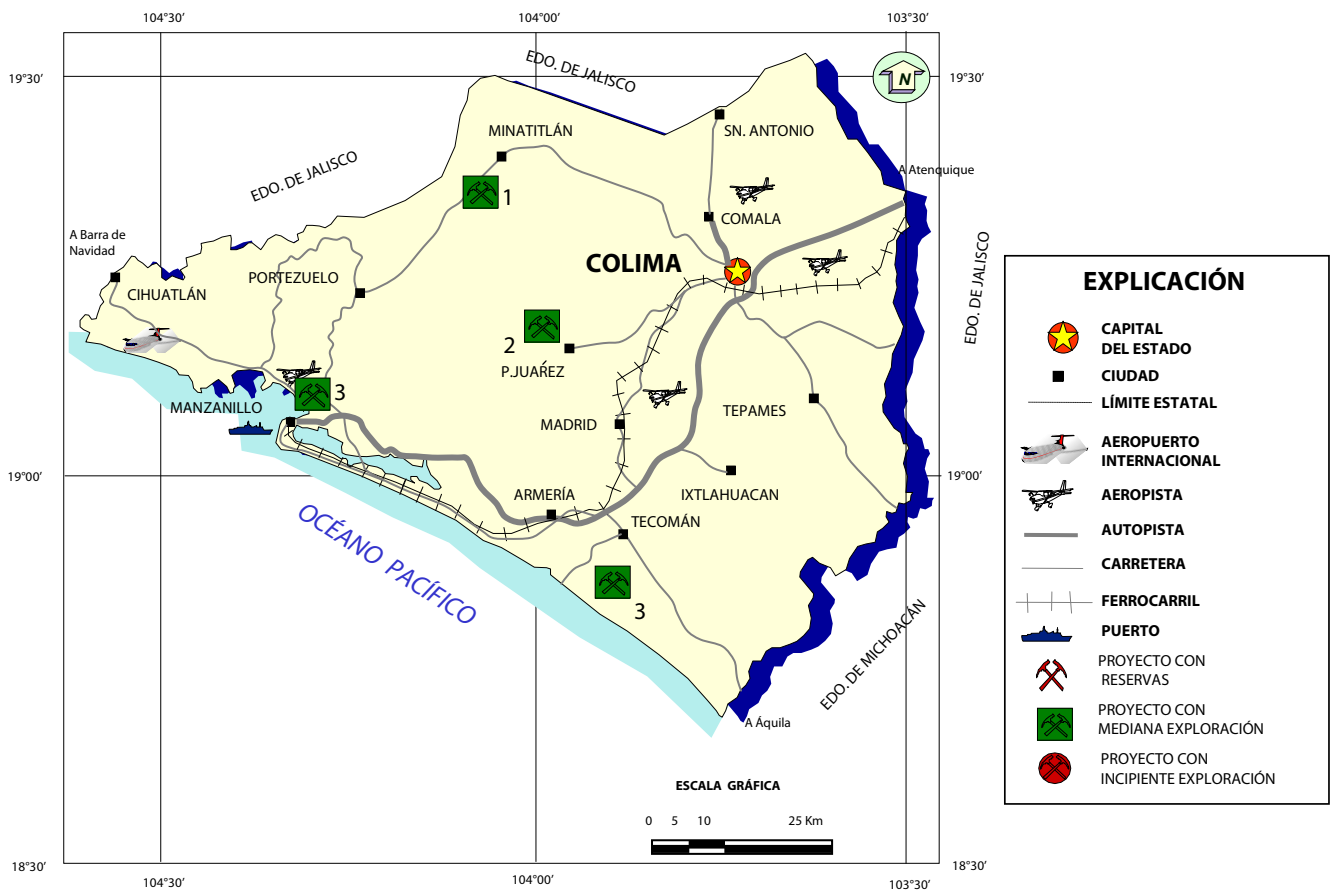 104°30'
104°00'
103°30'
19°30'
19°30'
EDO. DE JALISCO
N
MINATITLÁN
SN. ANTONIO
EDO. DE JALISCO
A Atenquique
1
COMALA
A Barra de
Navidad
COLIMA
EDO. DE JALISCO
PORTEZUELO
CIHUATLÁN
2
P.JUAŔEZ
3
MANZANILLO
MADRID
TEPAMES
19°00'
19°00'
ARMERÍA
IXTLAHUACAN
TECOMÁN
OCÉANO PACÍFICO
3
EDO. DE MICHOACÁN
A Áquila
ESCALA GRÁFICA
0 5 10 25 Km
18°30'
18°30'
104°30'
104°00'
103°30'
EXPLICACIÓN
CAPITAL
DEL ESTADO
CIUDAD
LÍMITE ESTATAL
AEROPUERTO
INTERNACIONAL
AEROPISTA
AUTOPISTA
CARRETERA
FERROCARRIL
PUERTO
PROYECTO CON
RESERVAS
PROYECTO CON
MEDIANA EXPLORACIÓN
PROYECTO CON
INCIPIENTE EXPLORACIÓN